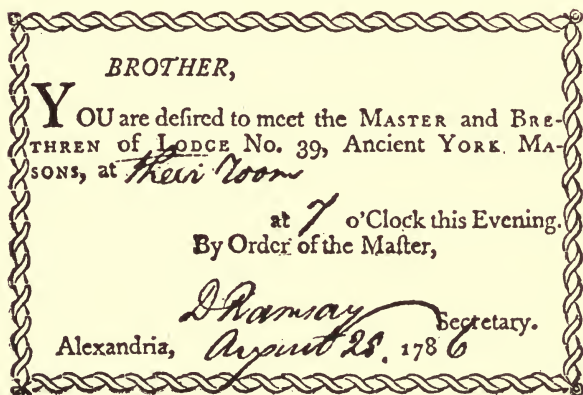 BROTHER,
YOU are deſired to meet the MASTER and BRE-
THREN of LODGE No. 39, Ancient YORK MA-
SONS, at their room
at 7 o'Clock this Evening.
By Order of the Maſter,
D Ramsay Secretary.
Alexandria, August 28, 1786